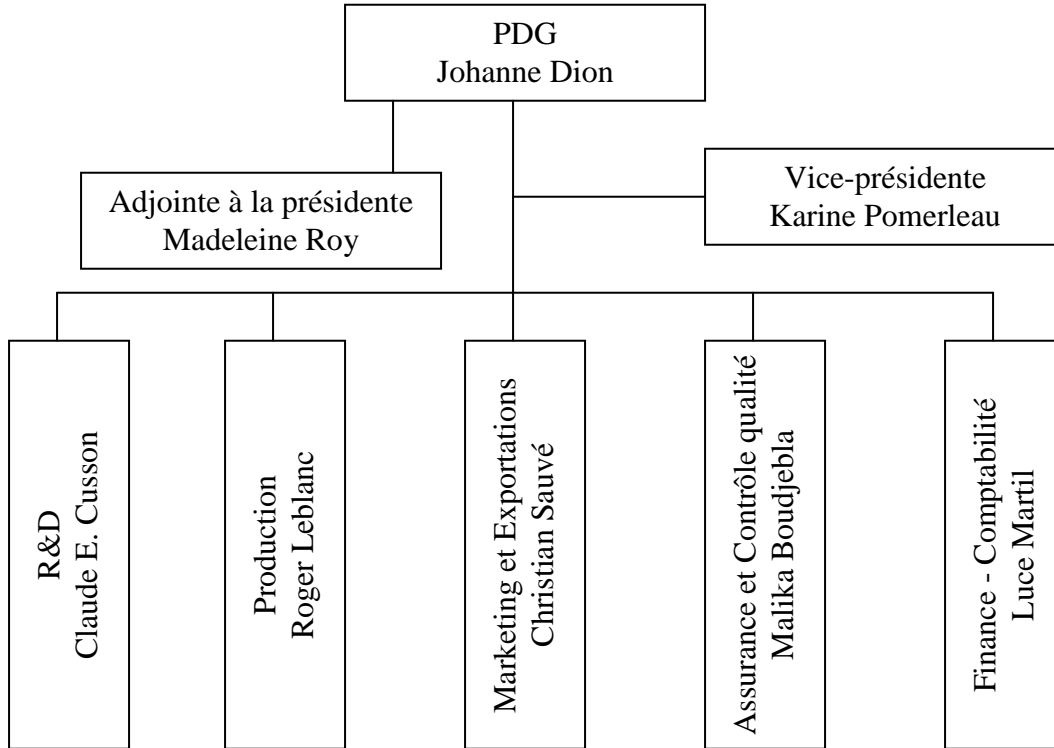 PDG
Johanne Dion
Adjointe à la présidente
Madeleine Roy
Vice-présidente
Karine Pomerleau
R&D
Claude E. Cusson
Production
Roger Leblanc
Marketing et Exportations
Christian Sauvé
Assurance et Contrôle qualité
Malika Boudjebla
Finance - Comptabilité
Luce Martil